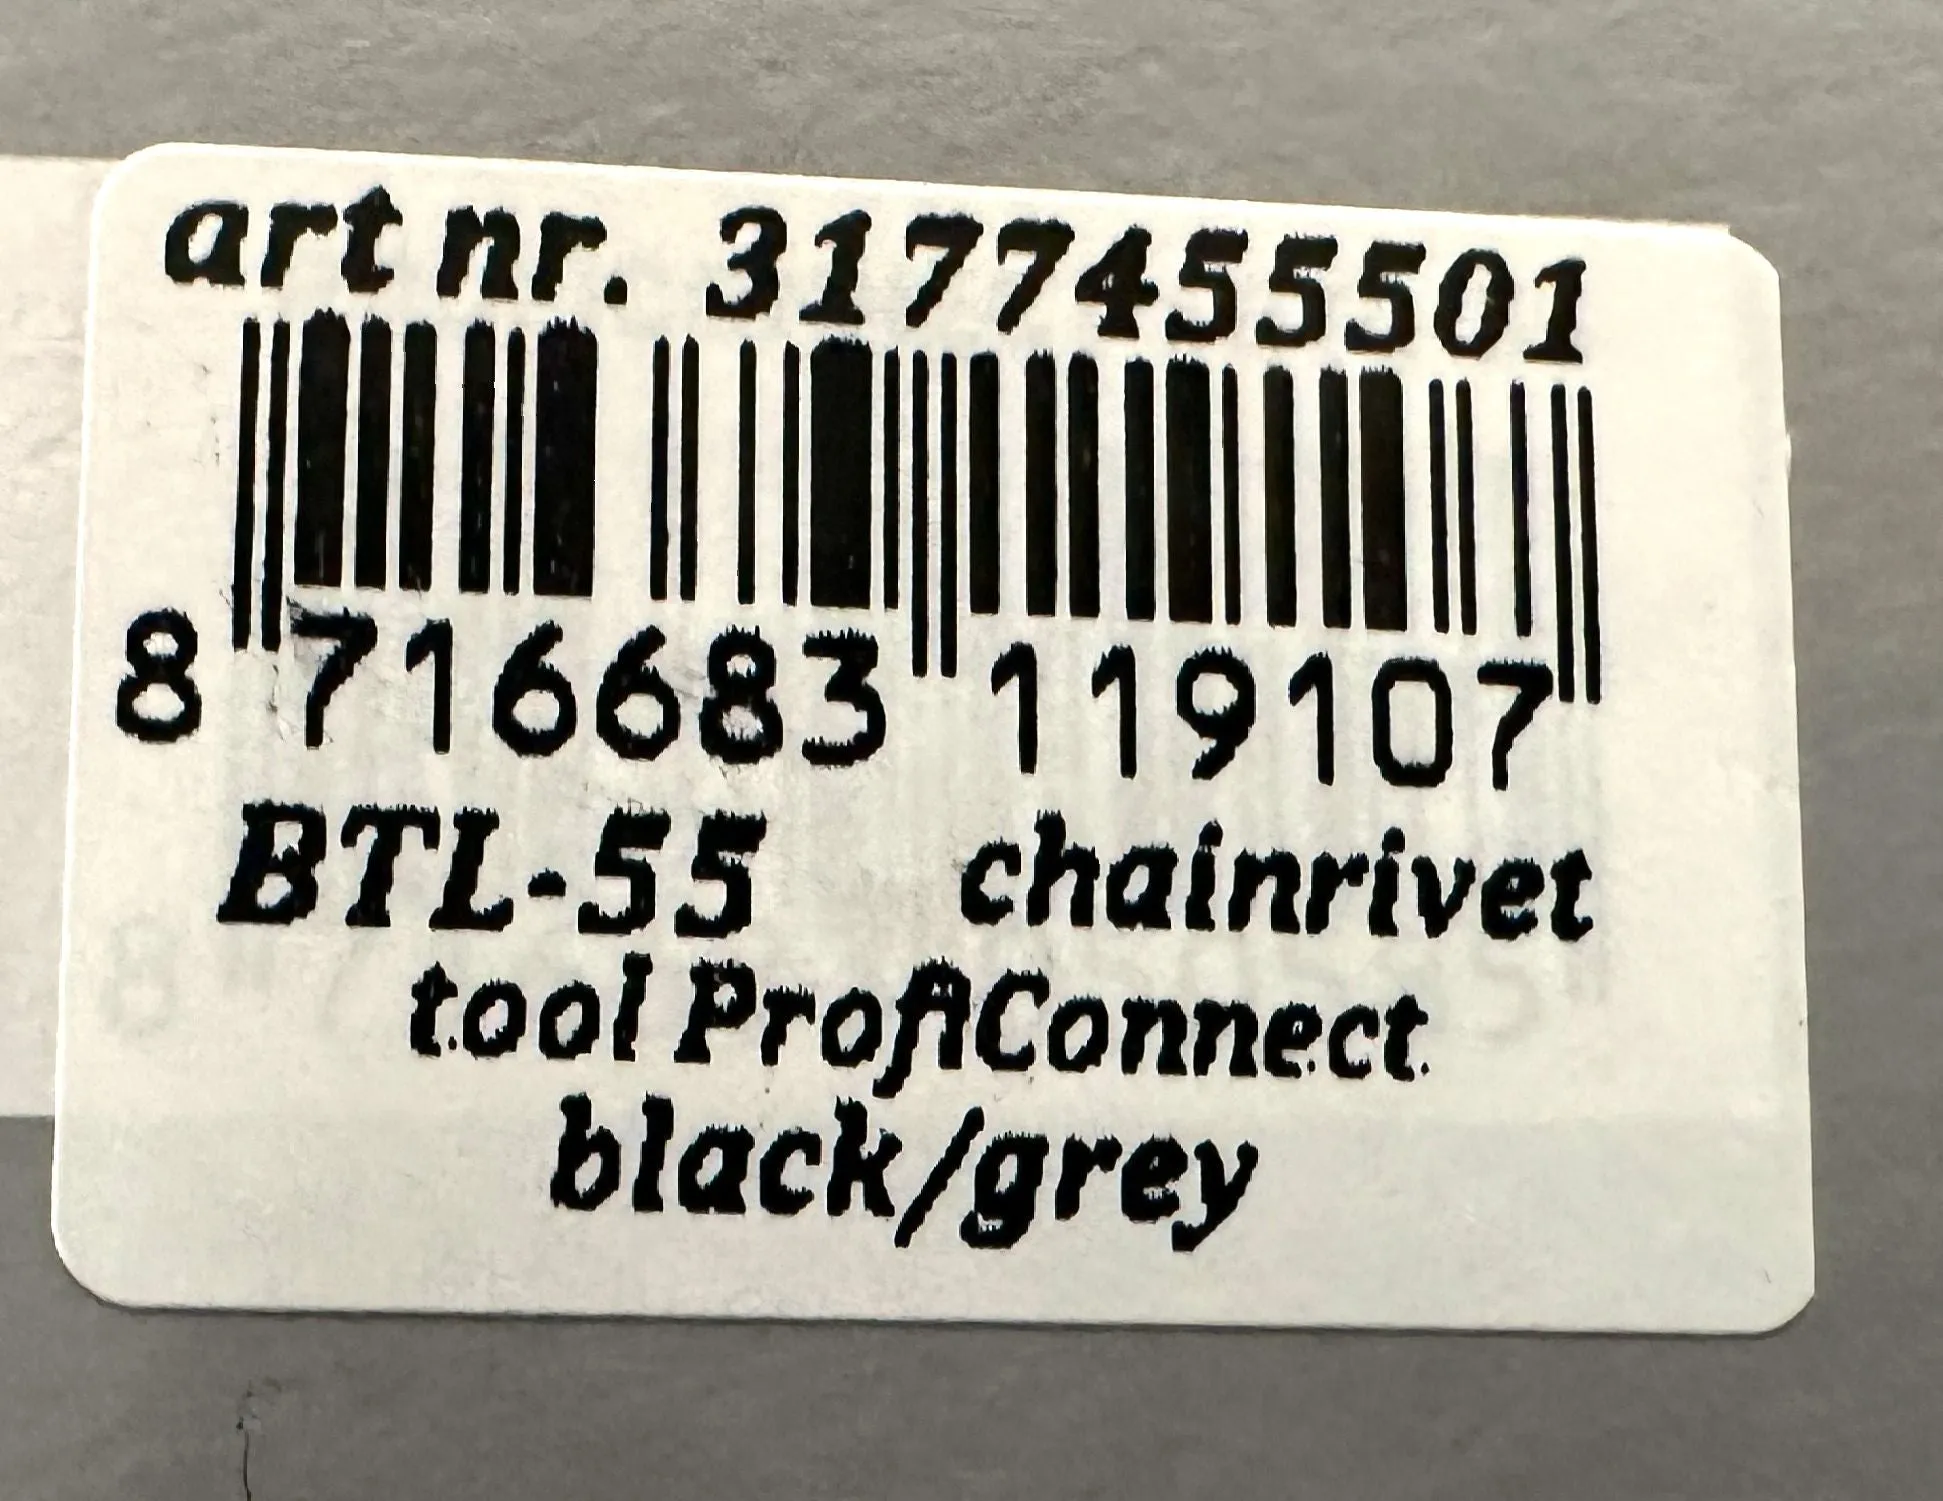 art nr. 3177455501
8 716683 119107
BTL-55 chainrivet
tool ProfiConnect
black/grey